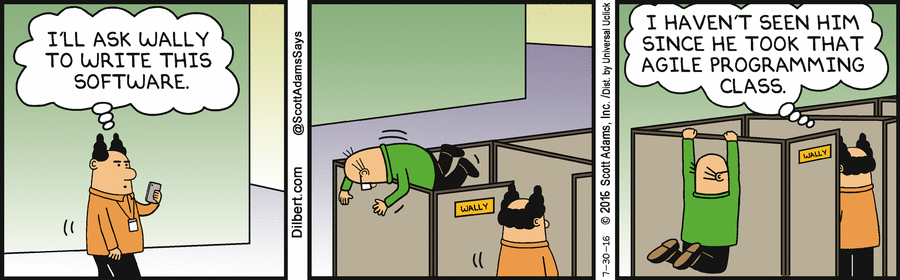 I'LL ASK WALLY
TO WRITE THIS
SOFTWARE.
Dilbert.com @ScottAdamsSays
WALLY
7-30-16 © 2016 Scott Adams, Inc. /Dist. by Universal Uclick
I HAVEN'T SEEN HIM
SINCE HE TOOK THAT
AGILE PROGRAMMING
CLASS.
WALLY